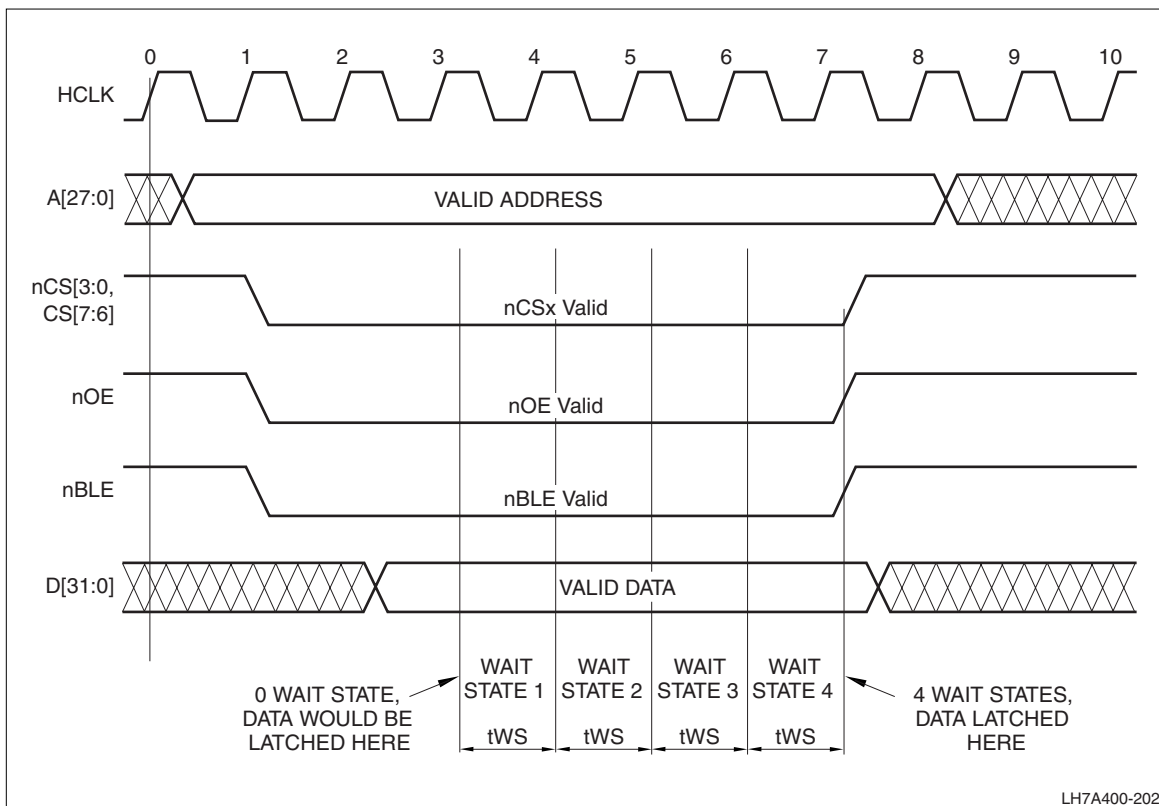 0 1 2 3 4 5 6 7 8 9 10
HCLK
A[27:0]
VALID ADDRESS
nCS[3:0,
CS[7:6]
nCSx Valid
nOE
nOE Valid
nBLE
nBLE Valid
D[31:0]
VALID DATA
0 WAIT STATE,
DATA WOULD BE
LATCHED HERE
WAIT
STATE 1
tWS
WAIT
STATE 2
tWS
WAIT
STATE 3
tWS
WAIT
STATE 4
tWS
4 WAIT STATES,
DATA LATCHED
HERE
LH7A400-202